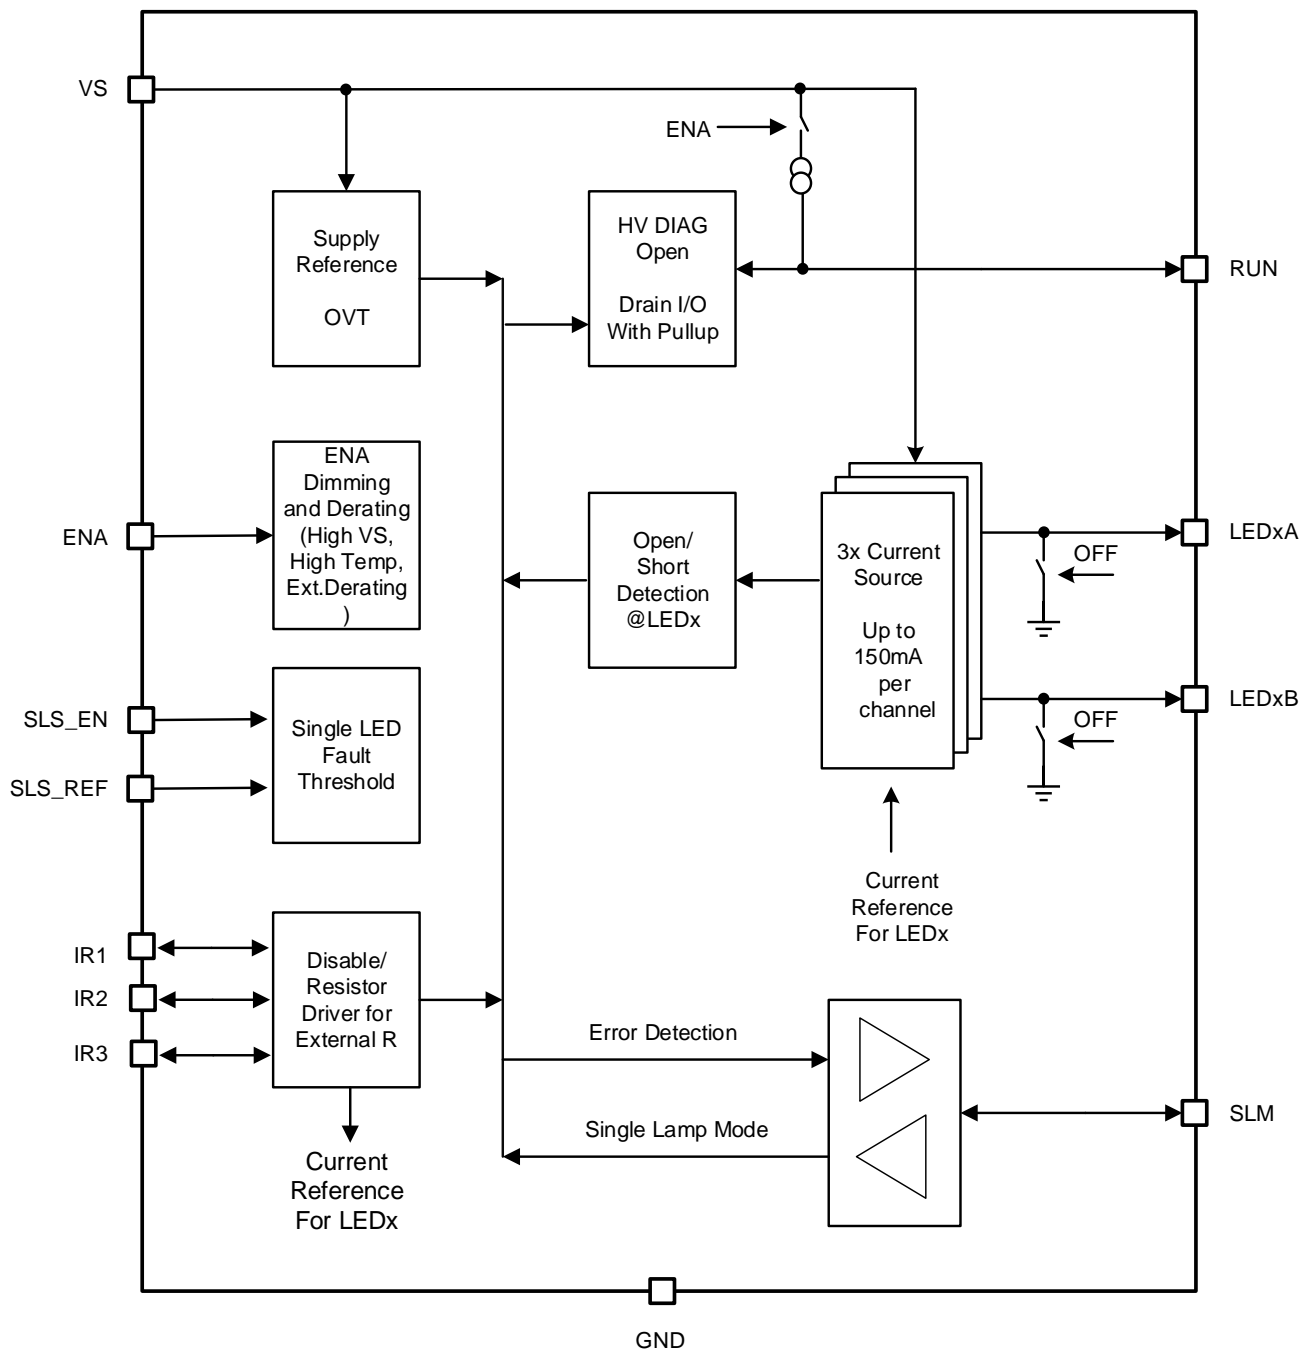 VS
ENA
Supply
Reference
OVT
HV DIAG
Open
Drain I/O
With Pullup
RUN
ENA
ENA
Dimming
and Derating
(High VS,
High Temp,
Ext.Derating
)
Open/
Short
Detection
@LEDx
3x Current
Source
Up to
150mA
per
channel
LEDxA
OFF
LEDxB
OFF
SLS_EN
SLS_REF
Single LED
Fault
Threshold
Current
Reference
For LEDx
IR1
IR2
IR3
Disable/
Resistor
Driver for
External R
Current
Reference
For LEDx
Error Detection
Single Lamp Mode
SLM
GND